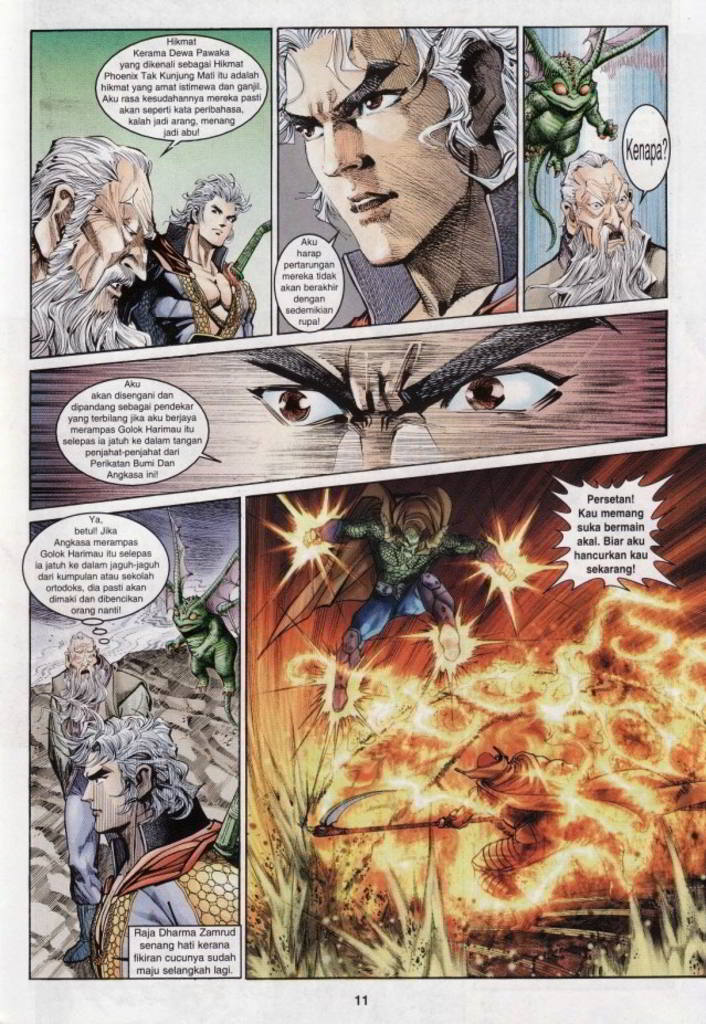 Hikmat
Kerama Dewa Pawaka
yang dikenali sebagai Hikmat
Phoenix Tak Kunjung Mati itu adalah
hikmat yang amat istimewa dan ganjil.
Aku rasa kesudahannya mereka pasti
akan seperti kata peribahasa,
kalah jadi arang, menang
jadi abu!
Aku
harap
pertarungan
mereka tidak
akan berakhir
dengan
sedemikian
rupa!
Kenapa?
Aku
akan disengani dan
dipandang sebagai pendekar
yang terbilang jika aku berjaya
merampas Golok Harimau itu
selepas ia jatuh ke dalam tangan
penjahat-penjahat dari
Perikatan Bumi Dan
Angkasa ini!
Ya,
betul! Jika
Angkasa merampas
Golok Harimau itu selepas
ia jatuh ke dalam jaguh-jaguh
dari kumpulan atau sekolah
ortodoks, dia pasti akan
dimaki dan dibencikan
orang nanti!
Raja Dharma Zamrud
senang hati kerana
fikiran cucunya sudah
maju selangkah lagi.
Persetan!
Kau memang
suka bermain
akal. Biar aku
hancurkan kau
sekarang!
11